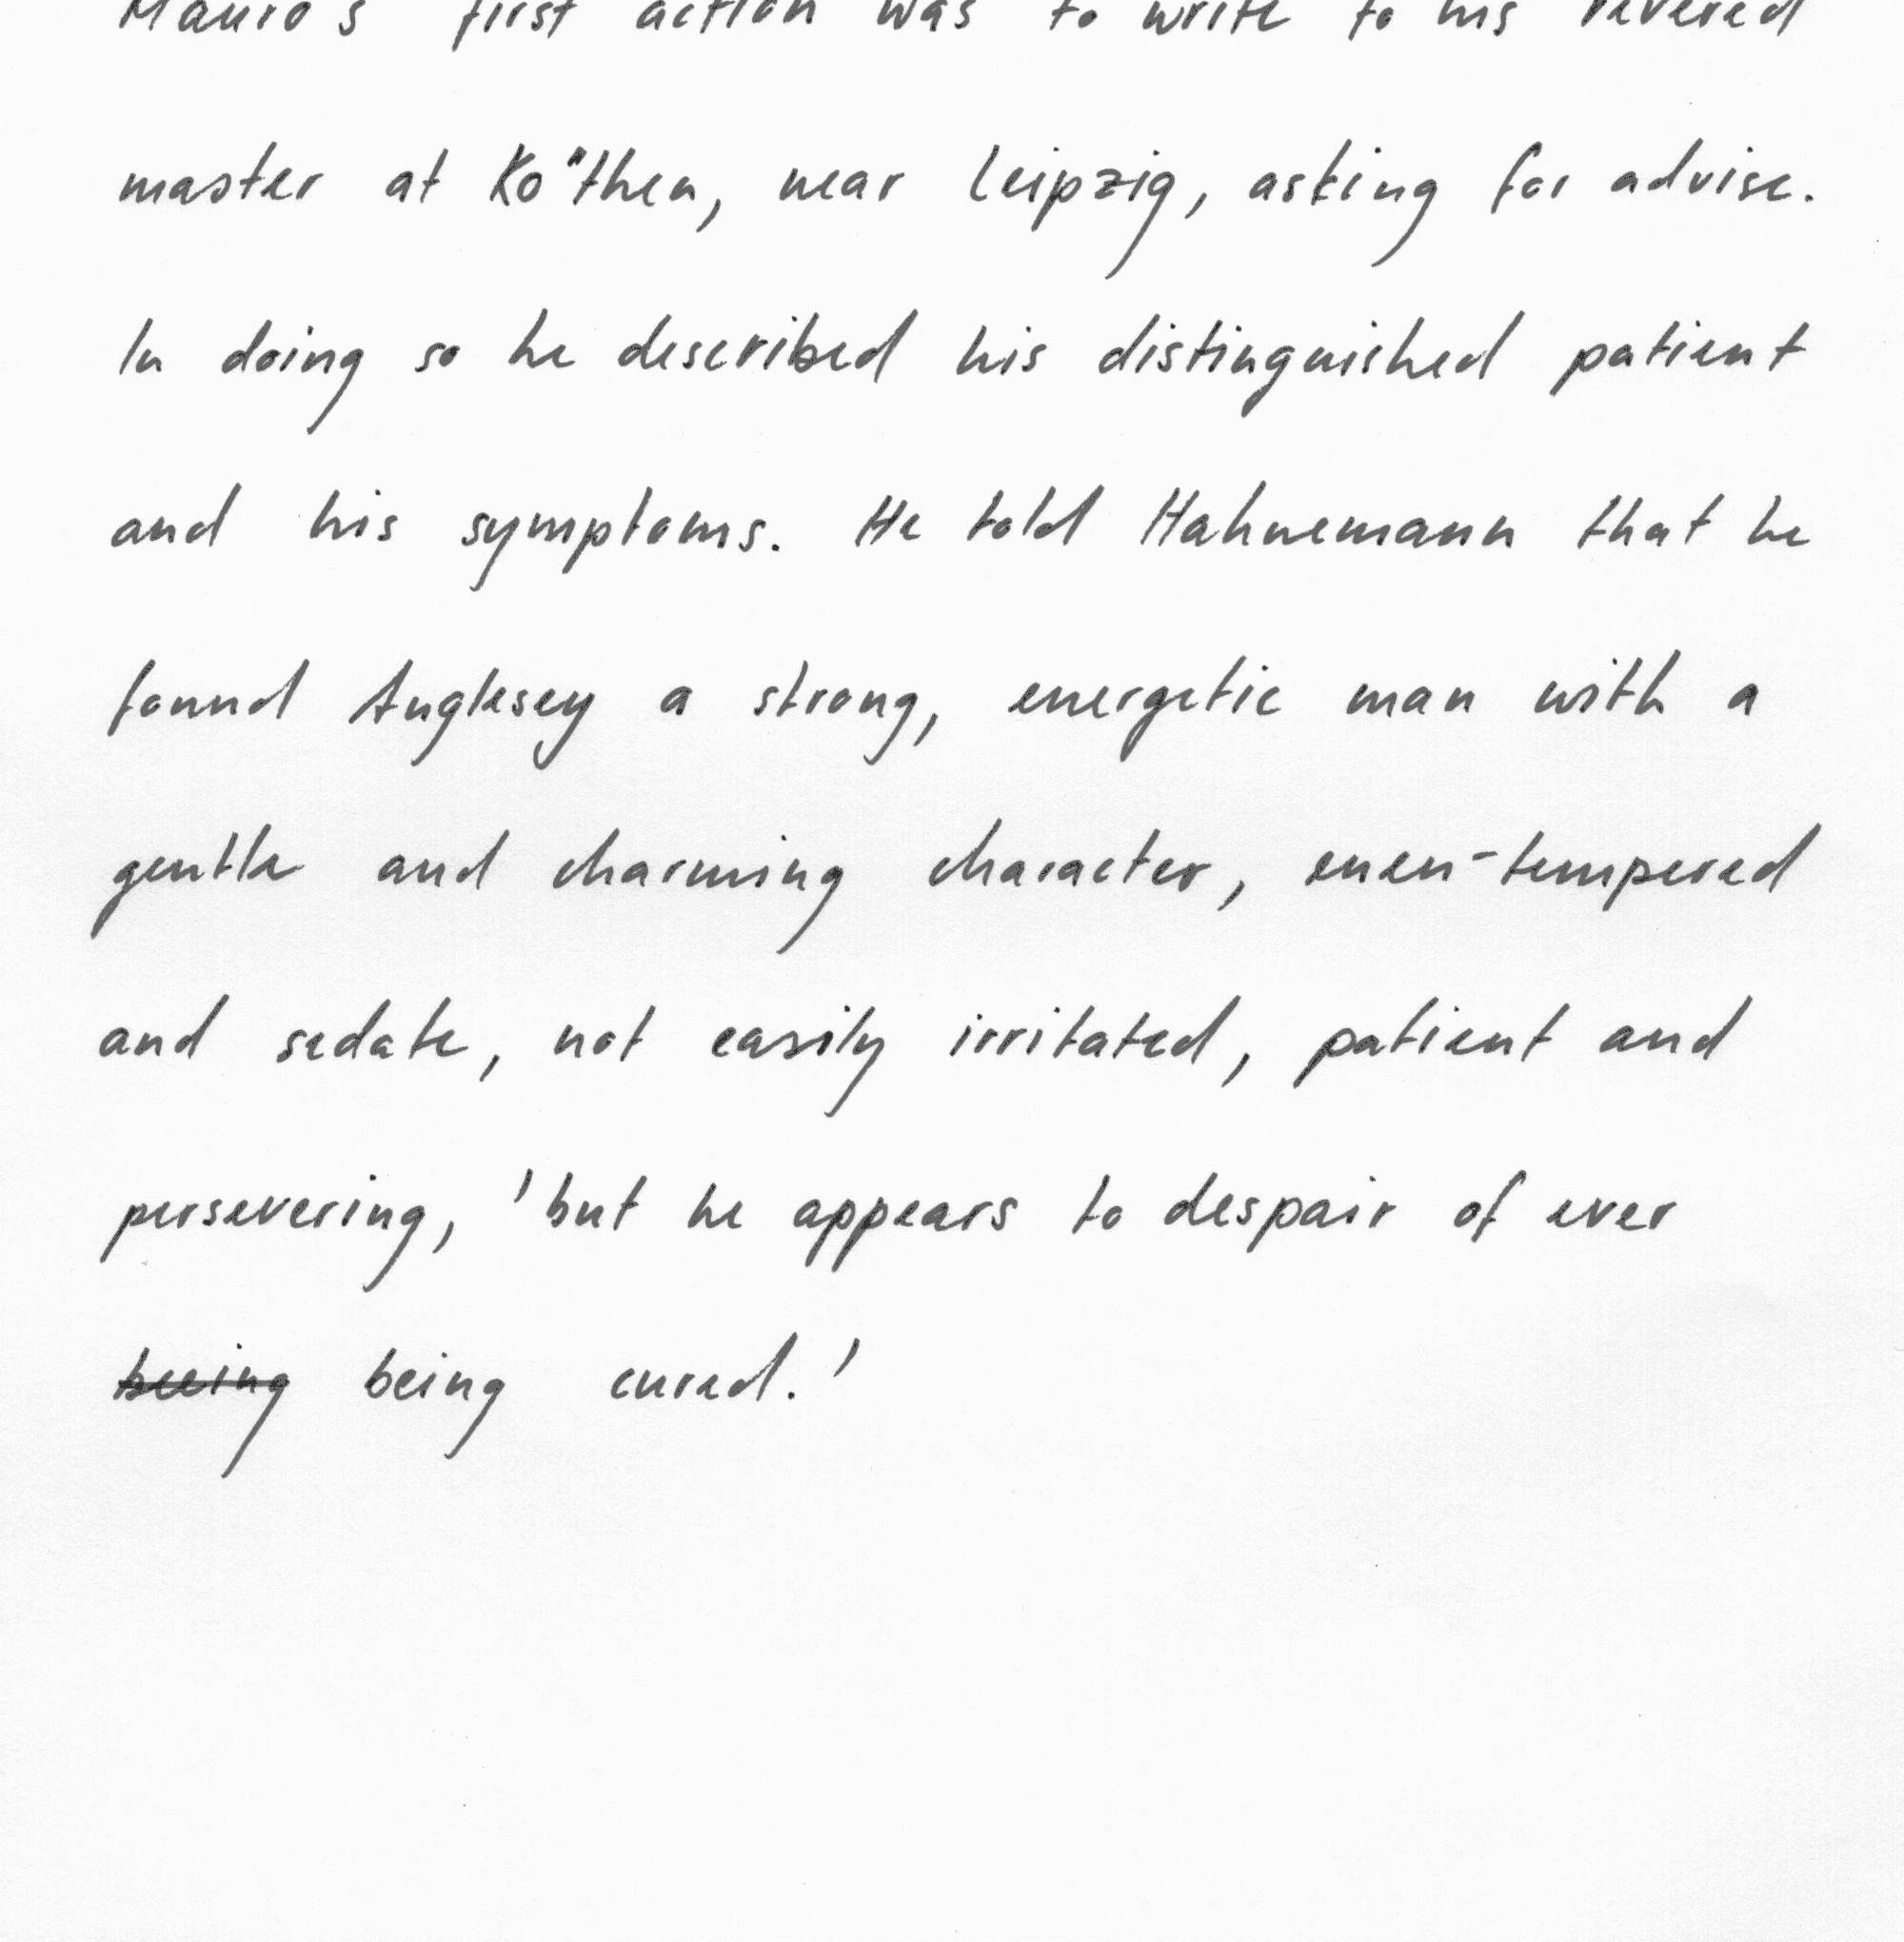 Mauro's first action was to write to his revered
master at Ko"then, near Leipzig, asking for advise.
In doing so he described his distinguished patient
and his symptoms. He told Hahnemann that he
found Anglesey a strong, energetic man with a
gentle and charming character, even-tempered
and sedate, not easily irritated, patient and
persevering, 'but he appears to despair of ever
being cured.'